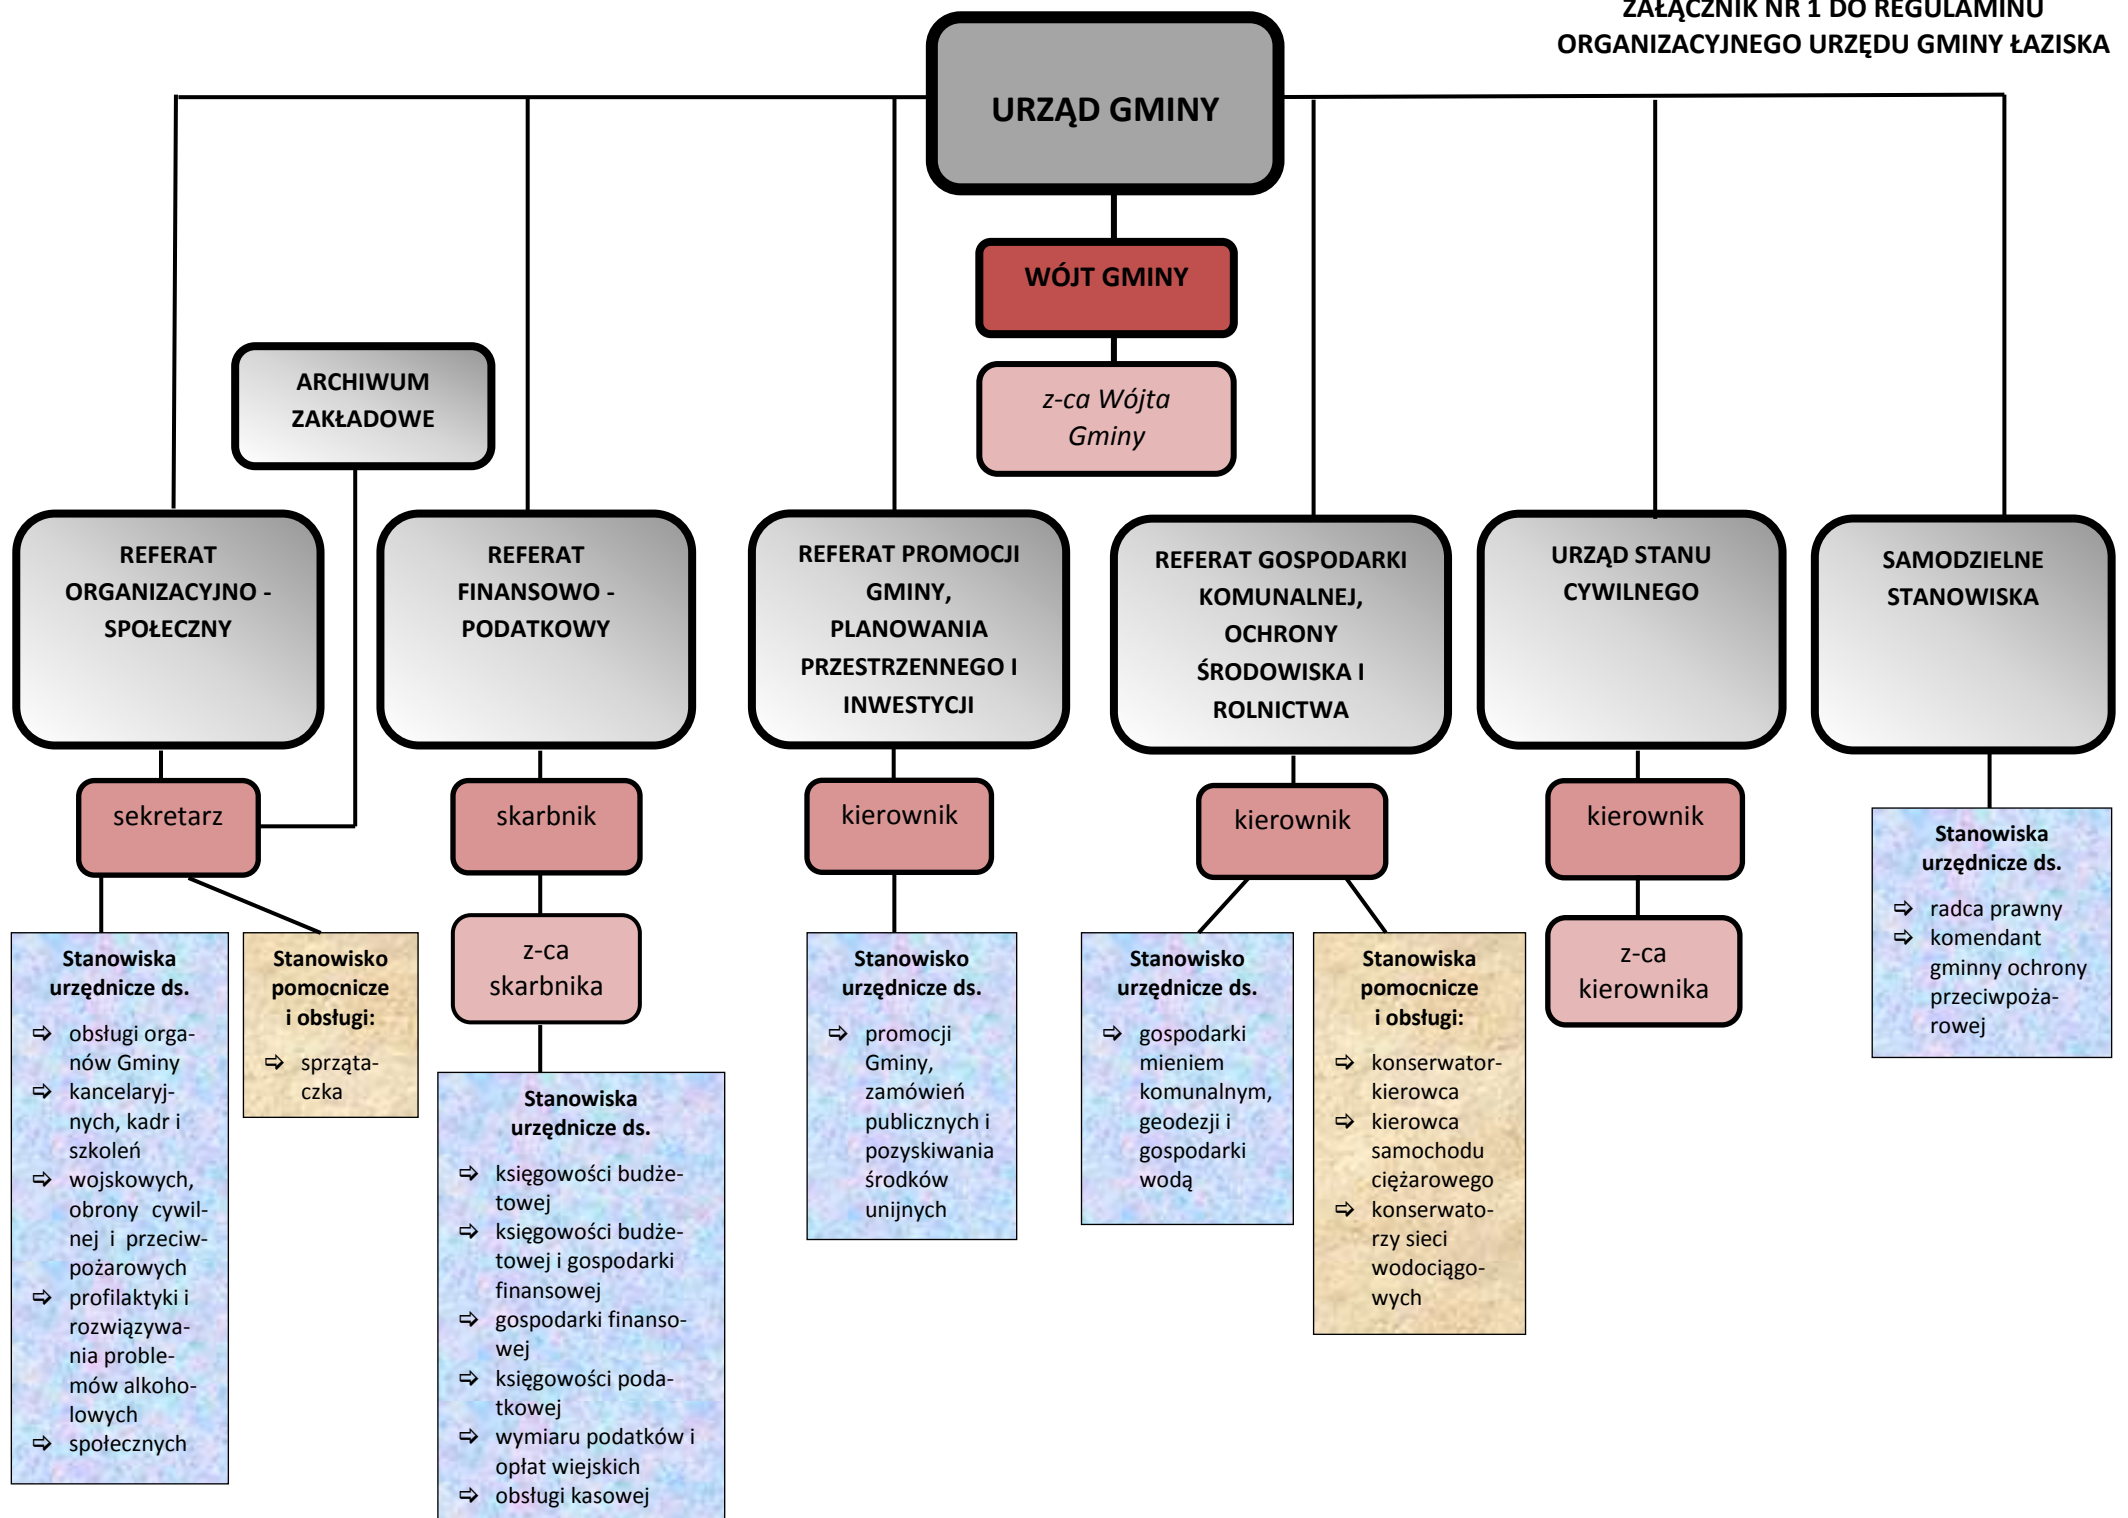 ZAŁĄCZNIK NR 1 DO REGULAMINU
ORGANIZACYJNEGO URZĘDU GMINY ŁAZISKA
URZĄD GMINY
WÓJT GMINY
z-ca Wójta
Gminy
ARCHIWUM
ZAKŁADOWE
REFERAT
ORGANIZACYJNO -
SPOŁECZNY
REFERAT
FINANSOWO -
PODATKOWY
REFERAT PROMOCJI
GMINY,
PLANOWANIA
PRZESTRZENNEGO I
INWESTYCJI
REFERAT GOSPODARKI
KOMUNALNEJ,
OCHRONY
ŚRODOWISKA I
ROLNICTWA
URZĄD STANU
CYWILNEGO
SAMODZIELNE
STANOWISKA
sekretarz
skarbnik
kierownik
kierownik
kierownik
Stanowiska
urzędnicze ds.
⇨ radca prawny
⇨ komendant
gminny ochrony
przeciwpoża-
rowej
Stanowiska
urzędnicze ds.
⇨ obsługi orga-
nów Gminy
⇨ kancelaryj-
nych, kadr i
szkoleń
⇨ wojskowych,
obrony cywil-
nej i przeciw-
pożarowych
⇨ profilaktyki i
rozwiązywa-
nia proble-
mów alkoho-
lowych
⇨ społecznych
Stanowisko
pomocnicze
i obsługi:
⇨ sprząta-
czka
z-ca
skarbnika
Stanowiska
urzędnicze ds.
⇨ księgowości budże-
towej
⇨ księgowości budże-
towej i gospodarki
finansowej
⇨ gospodarki finanso-
wej
⇨ księgowości poda-
tkowej
⇨ wymiaru podatków i
opłat wiejskich
⇨ obsługi kasowej
Stanowisko
urzędnicze ds.
⇨ promocji
Gminy,
zamówień
publicznych i
pozyskiwania
środków
unijnych
Stanowisko
urzędnicze ds.
⇨ gospodarki
mieniem
komunalnym,
geodezji i
gospodarki
wodą
Stanowiska
pomocnicze
i obsługi:
⇨ konserwator-
kierowca
⇨ kierowca
samochodu
ciężarowego
⇨ konserwato-
rzy sieci
wodociągo-
wych
z-ca
kierownika